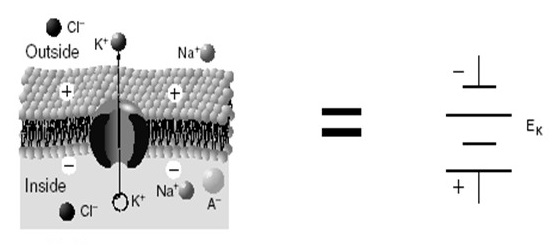 Cl⁻
Outside
K⁺
Na⁺
+
+
−
−
Inside
Na⁺
A⁻
Cl⁻
K⁺
=
−
E_K
+